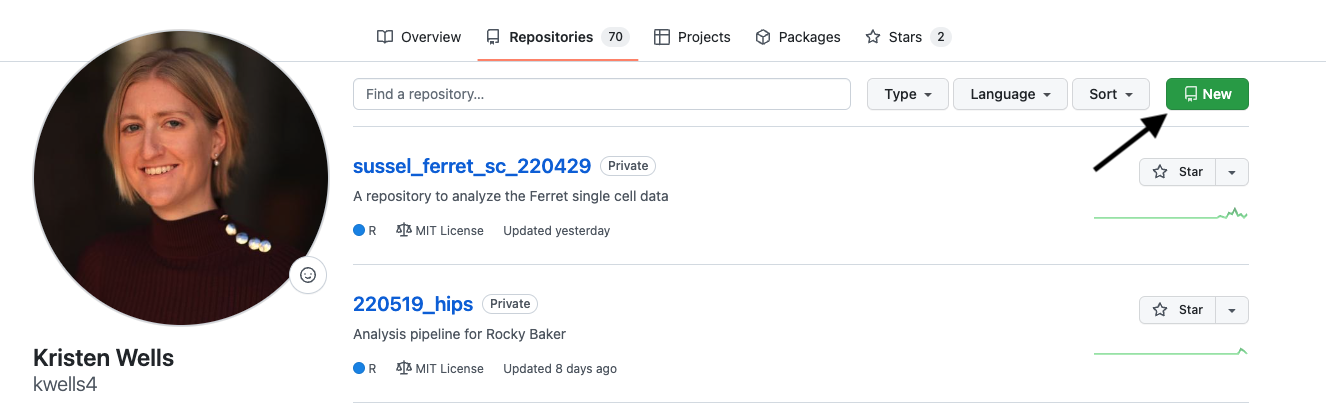 Overview Repositories 70 Projects Packages Stars 2
Find a repository... Type Language Sort New
sussel_ferret_sc_220429 Private Star
A repository to analyze the Ferret single cell data
R MIT License Updated yesterday
220519_hips Private Star
Analysis pipeline for Rocky Baker
R MIT License Updated 8 days ago
Kristen Wells
kwells4